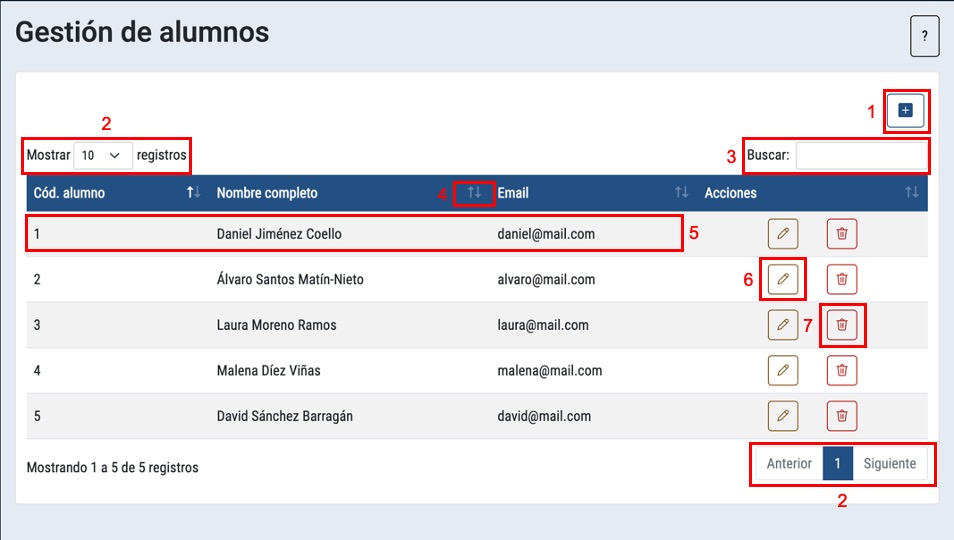 Gestión de alumnos
?
1
2
Mostrar 10 registros
3 Buscar:
Cód. alumno Nombre completo 4 Email Acciones
1 Daniel Jiménez Coello daniel@mail.com 5
2 Álvaro Santos Matín-Nieto alvaro@mail.com 6
3 Laura Moreno Ramos laura@mail.com 7
4 Malena Díez Viñas malena@mail.com
5 David Sánchez Barragán david@mail.com
Mostrando 1 a 5 de 5 registros
Anterior 1 Siguiente
2